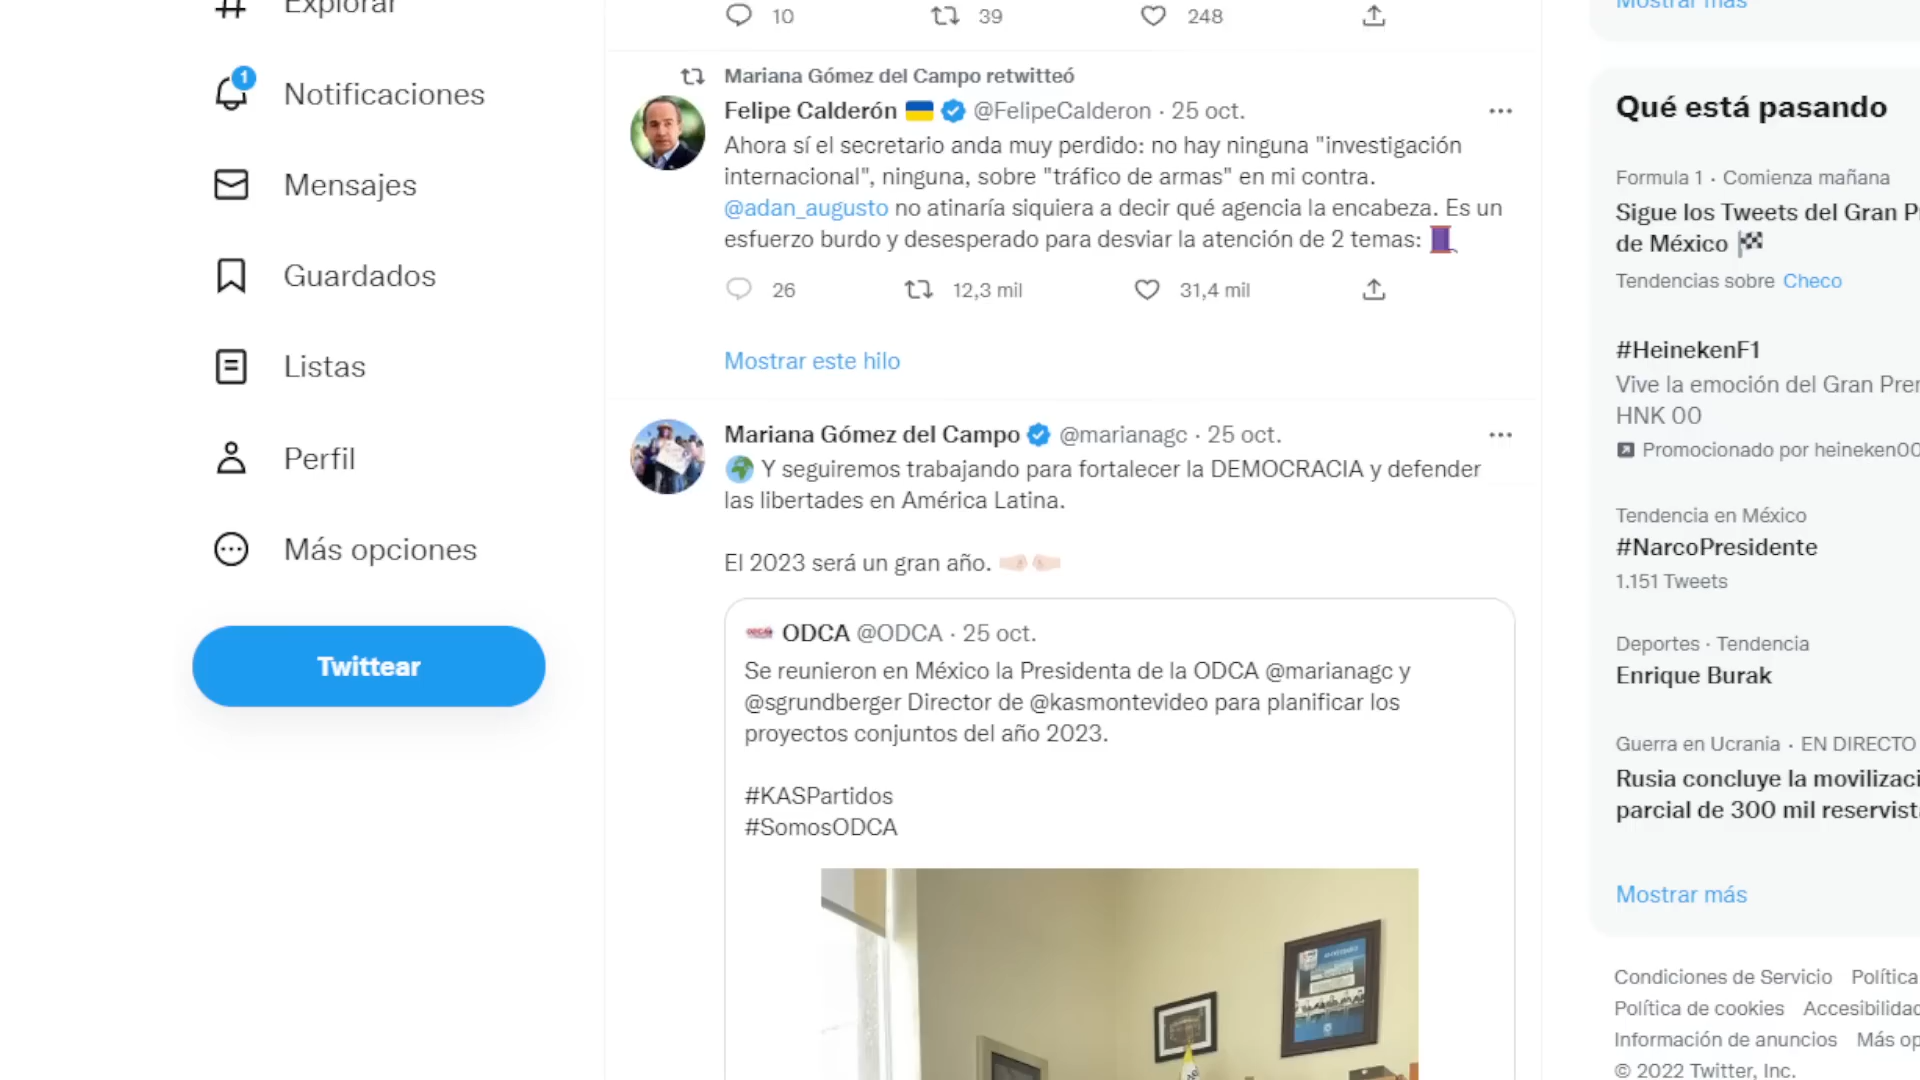 Explorar
1
Notificaciones
Mensajes
Guardados
Listas
Perfil
Más opciones
Twittear
10 39 248
Mariana Gómez del Campo retwitteó
Felipe Calderón @FelipeCalderon · 25 oct.
Ahora sí el secretario anda muy perdido: no hay ninguna "investigación
internacional", ninguna, sobre "tráfico de armas" en mi contra.
@adan_augusto no atinaría siquiera a decir qué agencia la encabeza. Es un
esfuerzo burdo y desesperado para desviar la atención de 2 temas:
26 12,3 mil 31,4 mil
Mostrar este hilo
Mariana Gómez del Campo @marianagc · 25 oct.
Y seguiremos trabajando para fortalecer la DEMOCRACIA y defender
las libertades en América Latina.
El 2023 será un gran año.
ODCA @ODCA · 25 oct.
Se reunieron en México la Presidenta de la ODCA @marianagc y
@sgrundberger Director de @kasmontevideo para planificar los
proyectos conjuntos del año 2023.
#KASPartidos
#SomosODCA
Mostrar más
Qué está pasando
Formula 1 · Comienza mañana
Sigue los Tweets del Gran P
de México
Tendencias sobre Checo
#HeinekenF1
Vive la emoción del Gran Prer
HNK 00
Promocionado por heineken00
Tendencia en México
#NarcoPresidente
1.151 Tweets
Deportes · Tendencia
Enrique Burak
Guerra en Ucrania · EN DIRECTO
Rusia concluye la movilizaci
parcial de 300 mil reservist
Mostrar más
Condiciones de Servicio Política
Política de cookies Accesibilidad
Información de anuncios Más op
© 2022 Twitter, Inc.